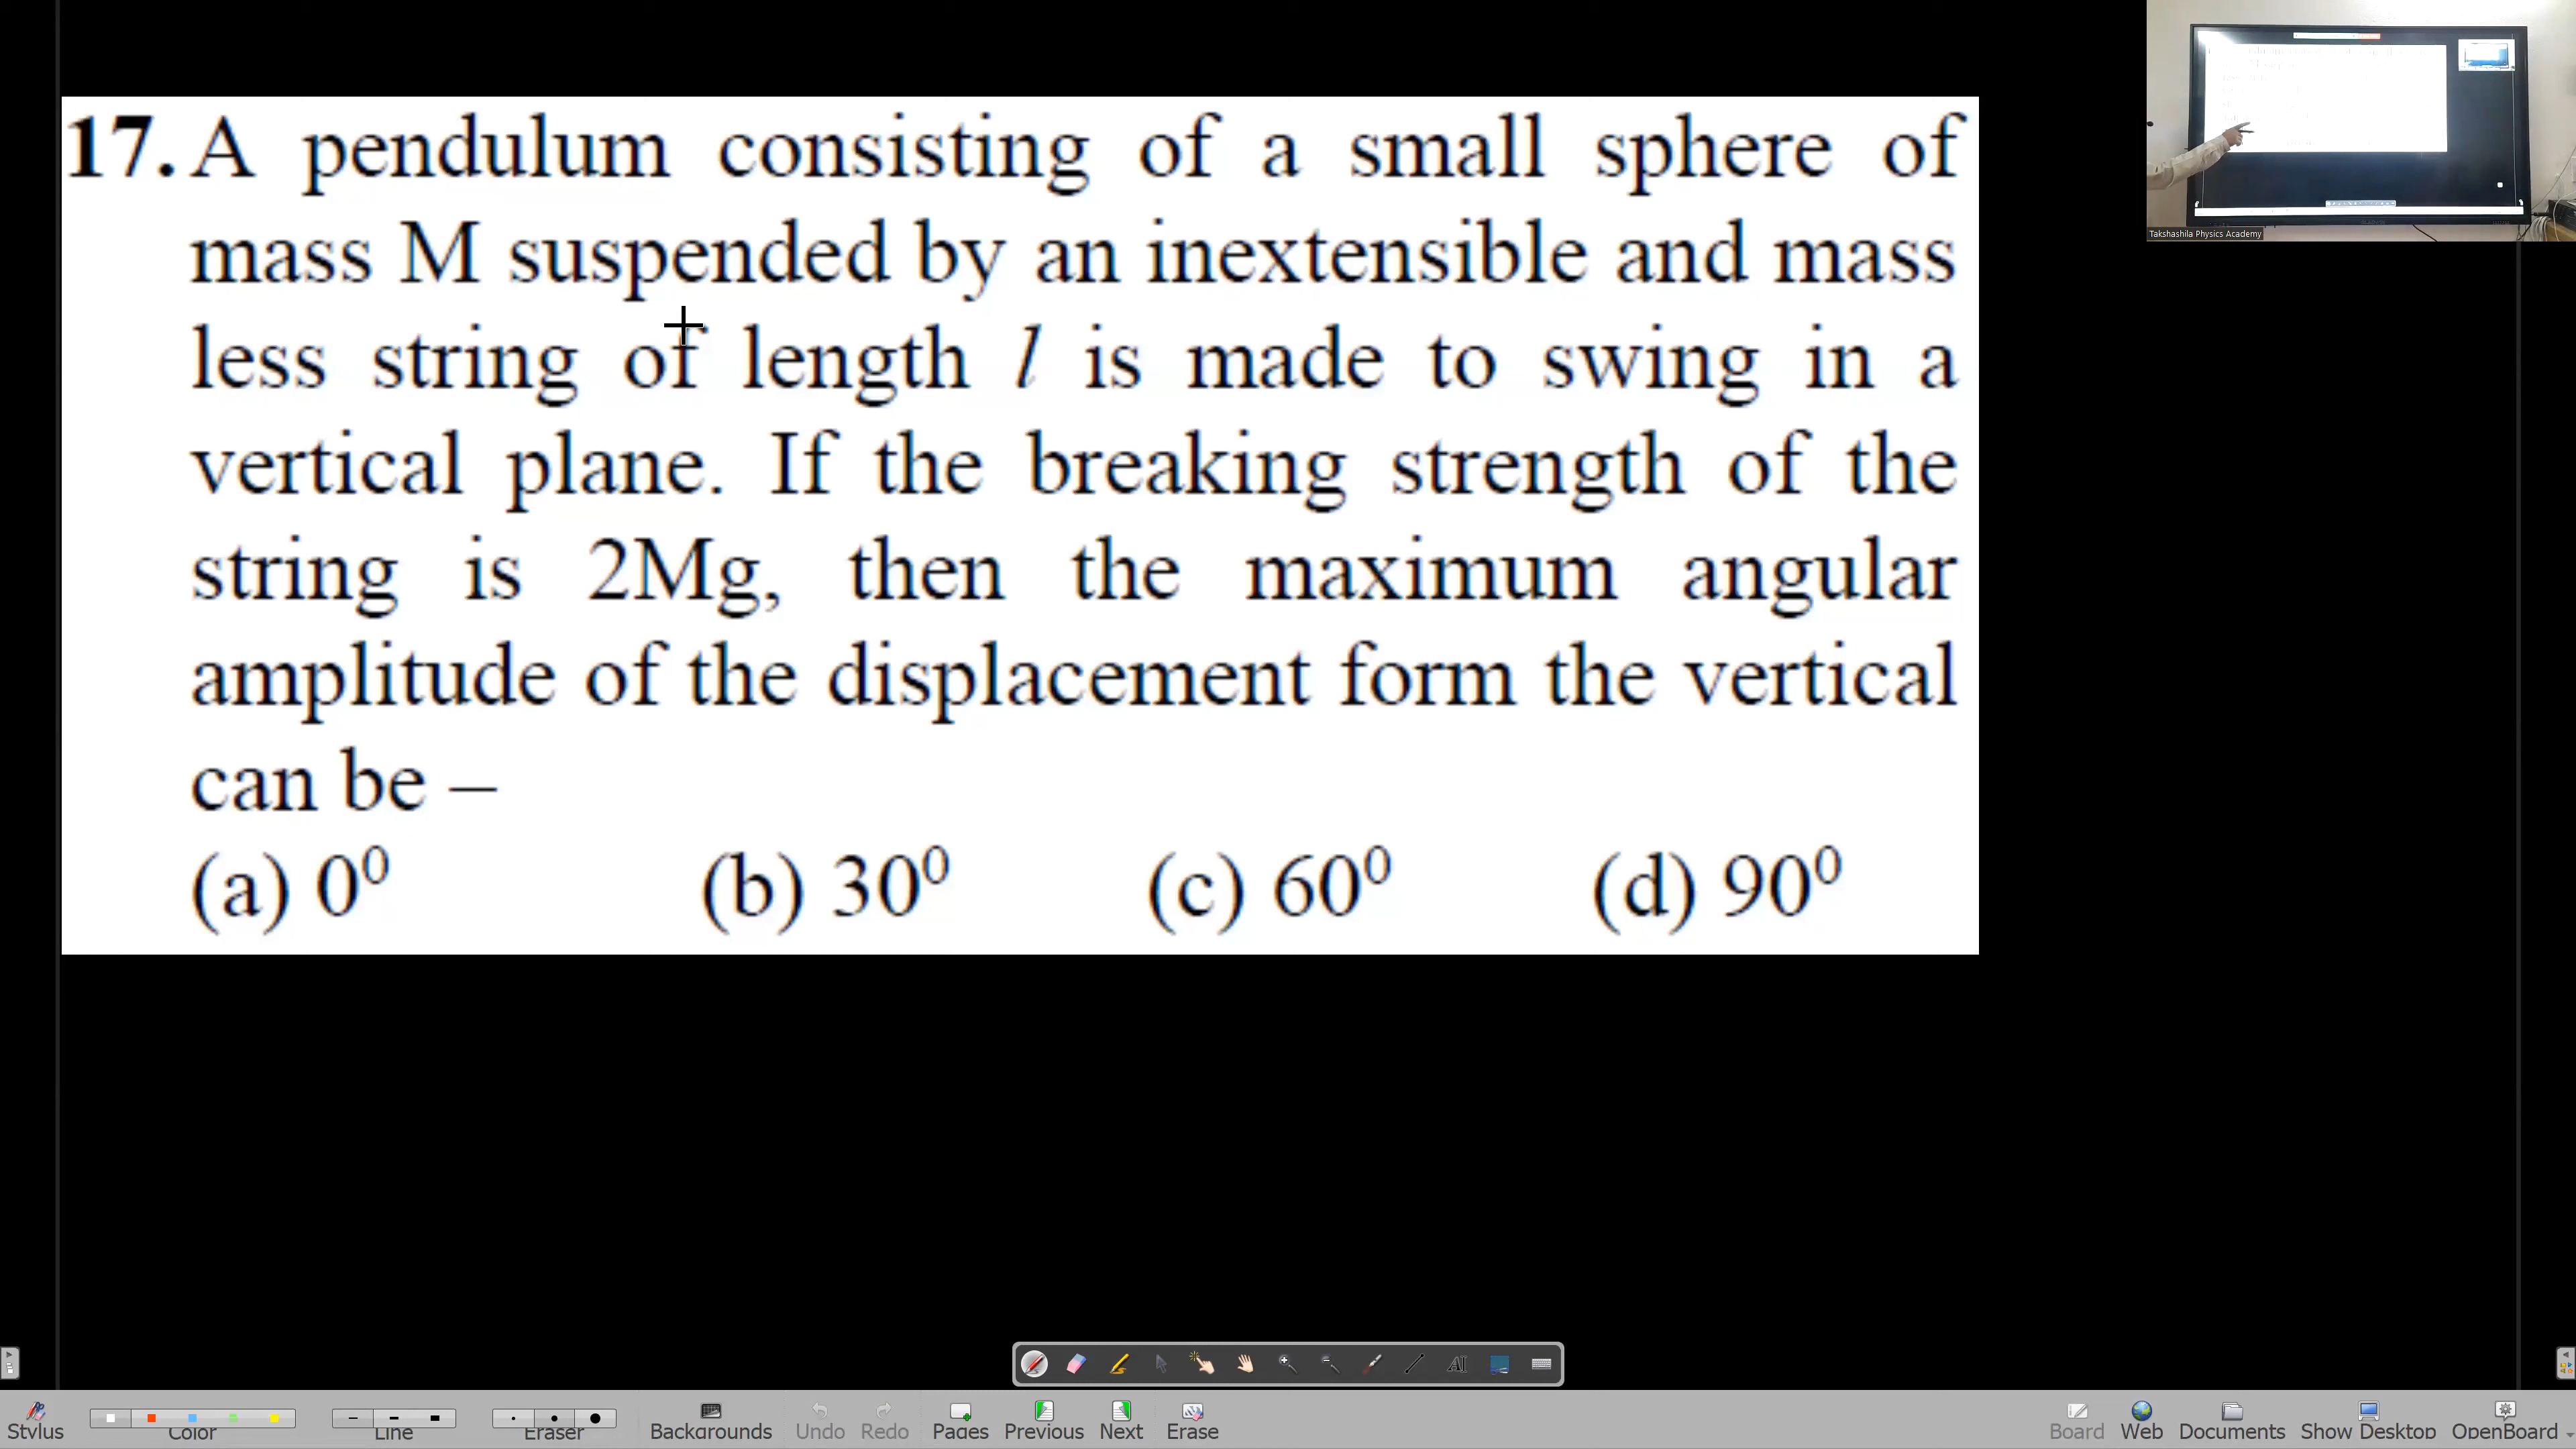 17. A pendulum consisting of a small sphere of
mass M suspended by an inextensible and mass
less string of length l is made to swing in a
vertical plane. If the breaking strength of the
string is 2Mg, then the maximum angular
amplitude of the displacement form the vertical
can be –
(a) 0⁰ (b) 30⁰ (c) 60⁰ (d) 90⁰
Takshashila Physics Academy
Stylus Color Line Eraser Backgrounds Undo Redo Pages Previous Next Erase Board Web Documents Show Desktop OpenBoard